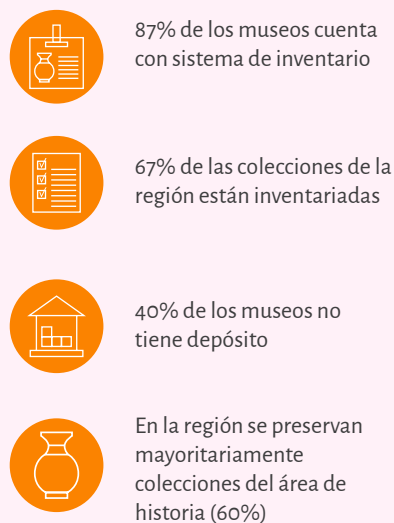 87% de los museos cuenta
con sistema de inventario
67% de las colecciones de la
región están inventariadas
40% de los museos no
tiene depósito
En la región se preservan
mayoritariamente
colecciones del área de
historia (60%)